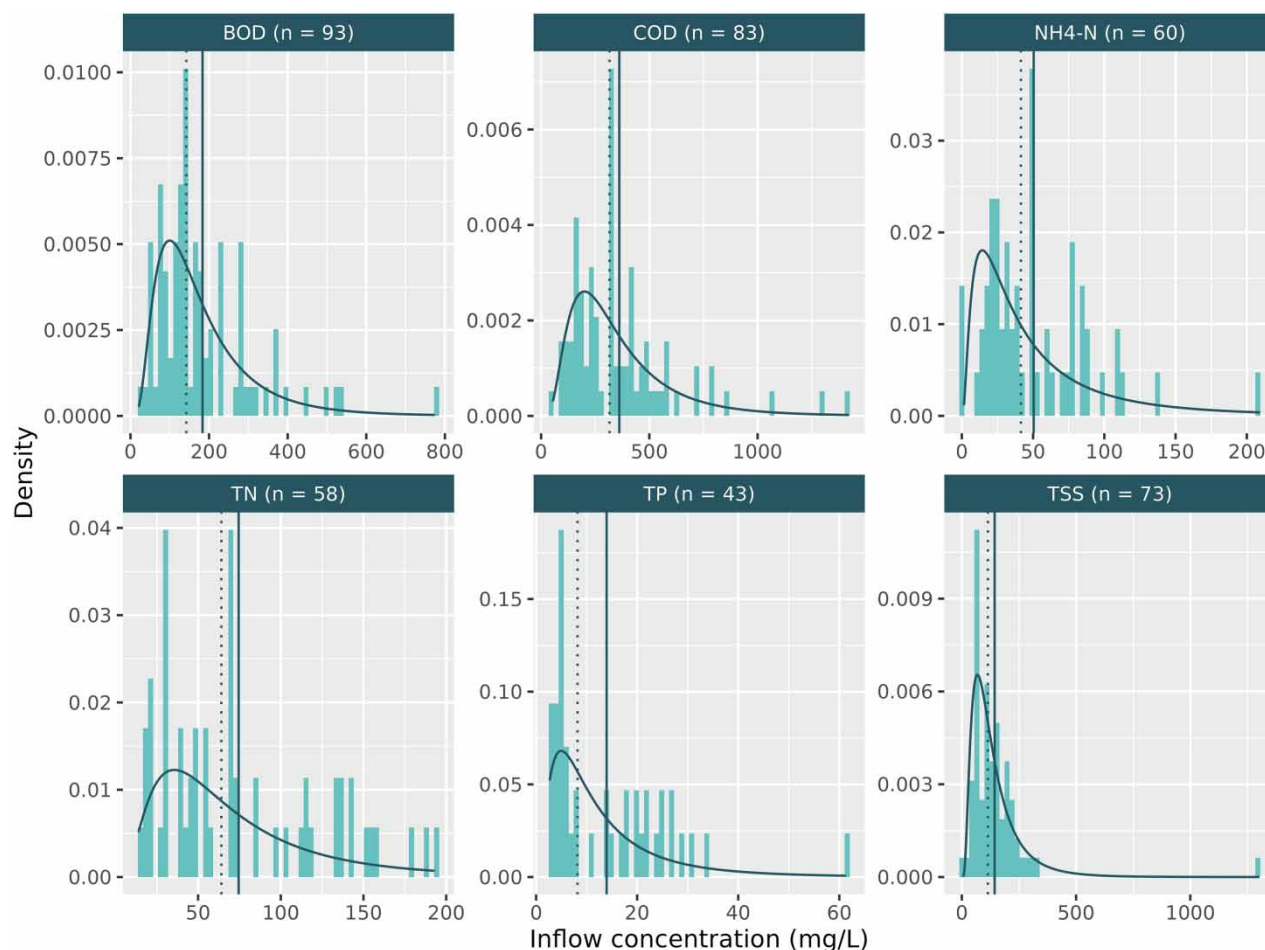 BOD (n = 93)
COD (n = 83)
NH4-N (n = 60)
0.0100
0.0075
0.0050
0.0025
0.0000
0.006
0.004
0.002
0.000
0.03
0.02
0.01
0.00
0 200 400 600 800
0 500 1000
0 50 100 150 200
Density
TN (n = 58)
TP (n = 43)
TSS (n = 73)
0.04
0.03
0.02
0.01
0.00
0.15
0.10
0.05
0.00
0.009
0.006
0.003
0.000
50 100 150 200
0 20 40 60
0 500 1000
Inflow concentration (mg/L)